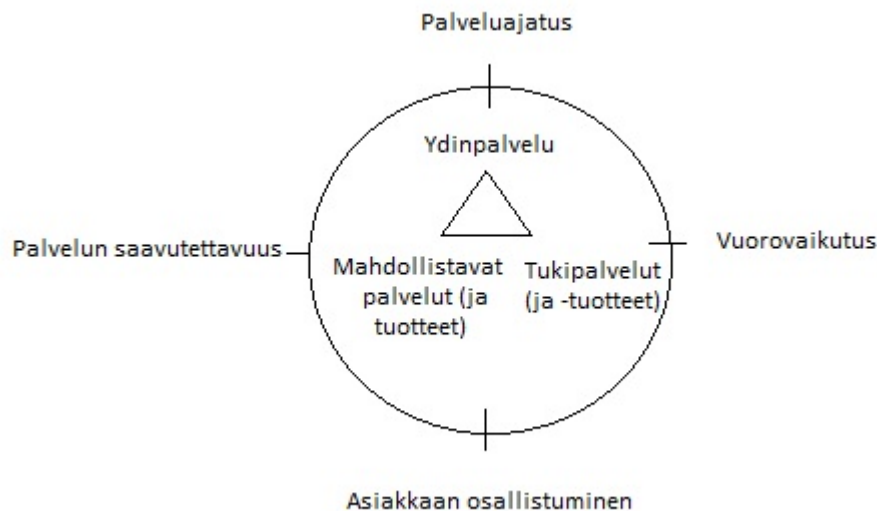 Palveluajatus
Ydinpalvelu
Palvelun saavutettavuus
Vuorovaikutus
Mahdollistavat
palvelut (ja
tuotteet)
Tukipalvelut
(ja -tuotteet)
Asiakkaan osallistuminen